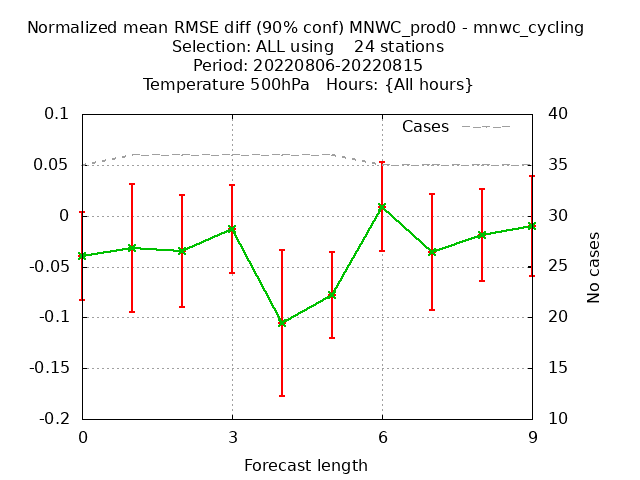 Normalized mean RMSE diff (90% conf) MNWC_prod0 - mnwc_cycling
Selection: ALL using 24 stations
Period: 20220806-20220815
Temperature 500hPa Hours: {All hours}
0.1
0.05
0
-0.05
-0.1
-0.15
-0.2
Cases
40
35
30
25
20
15
10
No cases
0 3 6 9
Forecast length